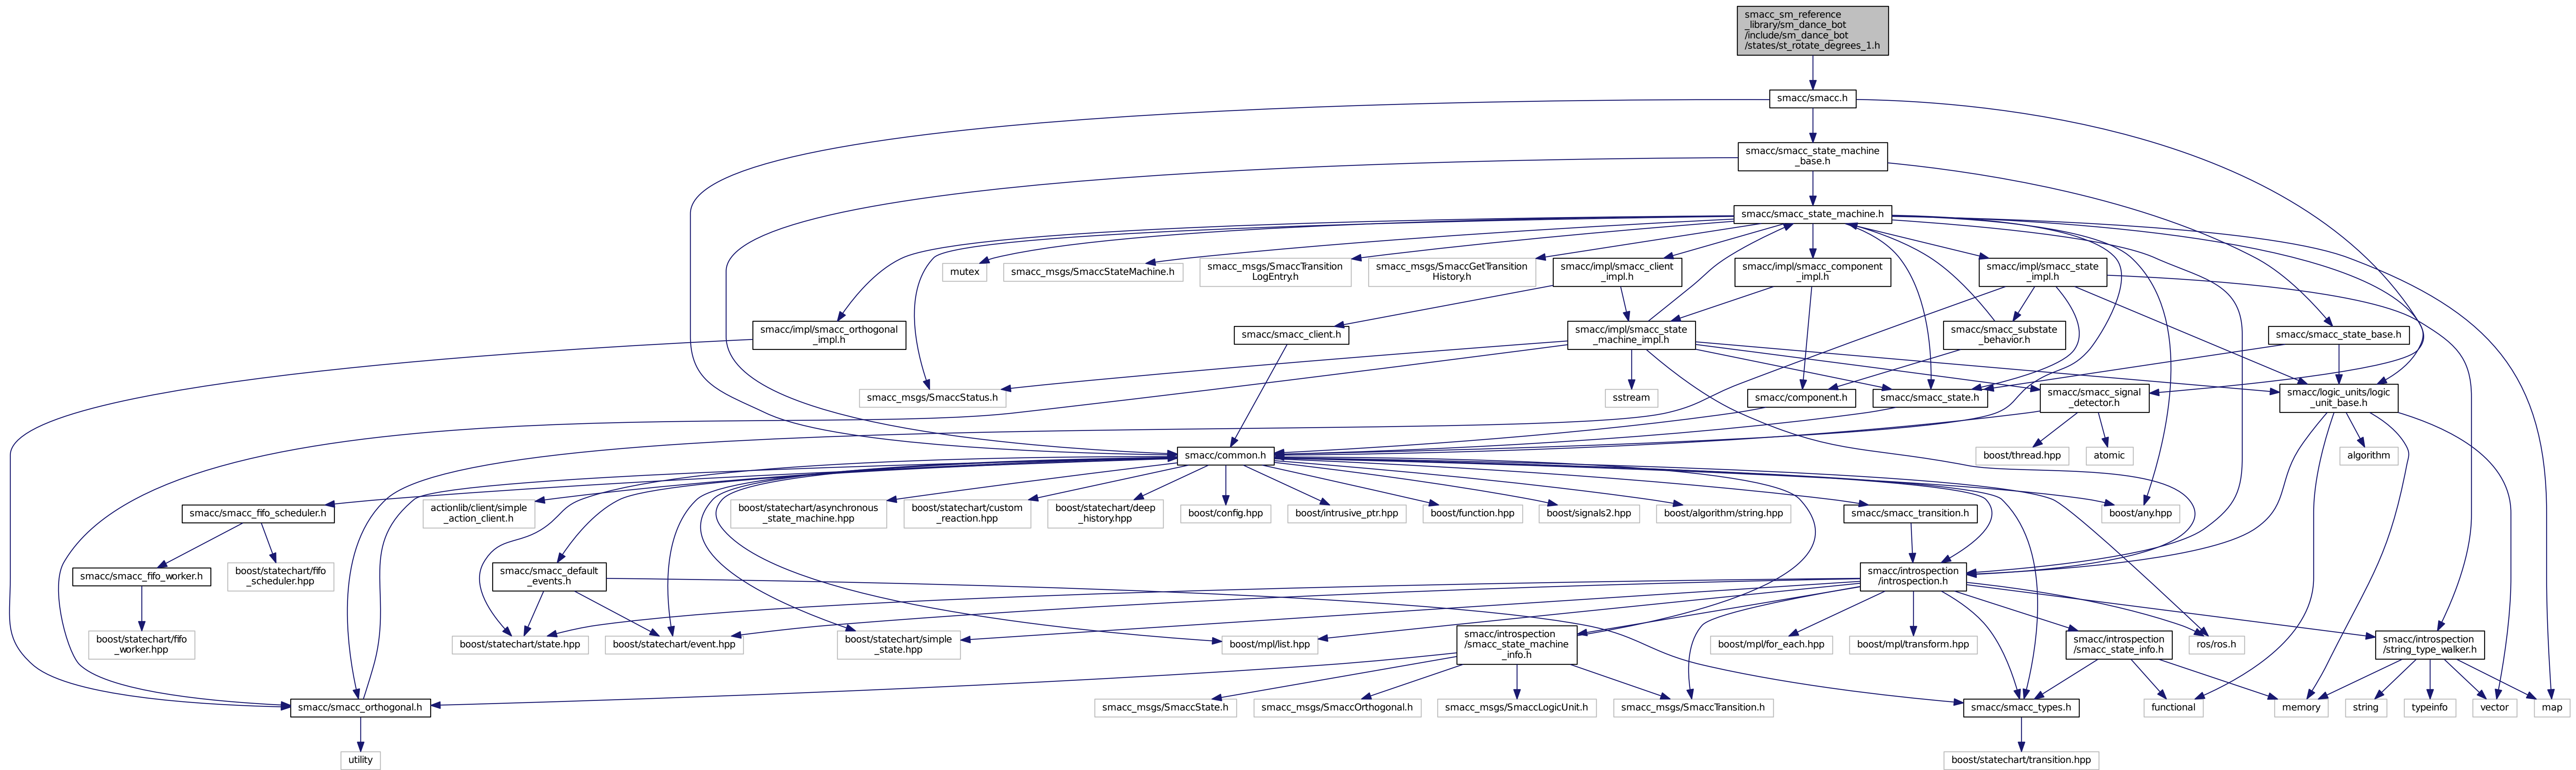 smacc_sm_reference
_library/sm_dance_bot
/include/sm_dance_bot
/states/st_rotate_degrees_1.h
smacc/smacc.h
smacc/smacc_state_machine
_base.h
smacc/smacc_state_machine.h
mutex
smacc_msgs/SmaccStateMachine.h
smacc_msgs/SmaccTransition
LogEntry.h
smacc_msgs/SmaccGetTransition
History.h
smacc/impl/smacc_client
_impl.h
smacc/impl/smacc_component
_impl.h
smacc/impl/smacc_state
_impl.h
smacc/impl/smacc_orthogonal
_impl.h
smacc/smacc_client.h
smacc/impl/smacc_state
_machine_impl.h
smacc/smacc_substate
_behavior.h
smacc/smacc_state_base.h
smacc_msgs/SmaccStatus.h
sstream
smacc/component.h
smacc/smacc_state.h
smacc/smacc_signal
_detector.h
smacc/logic_units/logic
_unit_base.h
smacc/common.h
boost/thread.hpp
atomic
algorithm
smacc/smacc_fifo_scheduler.h
actionlib/client/simple
_action_client.h
boost/statechart/asynchronous
_state_machine.hpp
boost/statechart/custom
_reaction.hpp
boost/statechart/deep
_history.hpp
boost/config.hpp
boost/intrusive_ptr.hpp
boost/function.hpp
boost/signals2.hpp
boost/algorithm/string.hpp
smacc/smacc_transition.h
boost/any.hpp
smacc/smacc_fifo_worker.h
boost/statechart/fifo
_scheduler.hpp
smacc/smacc_default
_events.h
smacc/introspection
/introspection.h
boost/statechart/fifo
_worker.hpp
boost/statechart/state.hpp
boost/statechart/event.hpp
boost/statechart/simple
_state.hpp
boost/mpl/list.hpp
smacc/introspection
/smacc_state_machine
_info.h
boost/mpl/for_each.hpp
boost/mpl/transform.hpp
smacc/introspection
/smacc_state_info.h
ros/ros.h
smacc/introspection
/string_type_walker.h
smacc/smacc_orthogonal.h
smacc_msgs/SmaccState.h
smacc_msgs/SmaccOrthogonal.h
smacc_msgs/SmaccLogicUnit.h
smacc_msgs/SmaccTransition.h
smacc/smacc_types.h
functional
memory
string
typeinfo
vector
map
utility
boost/statechart/transition.hpp